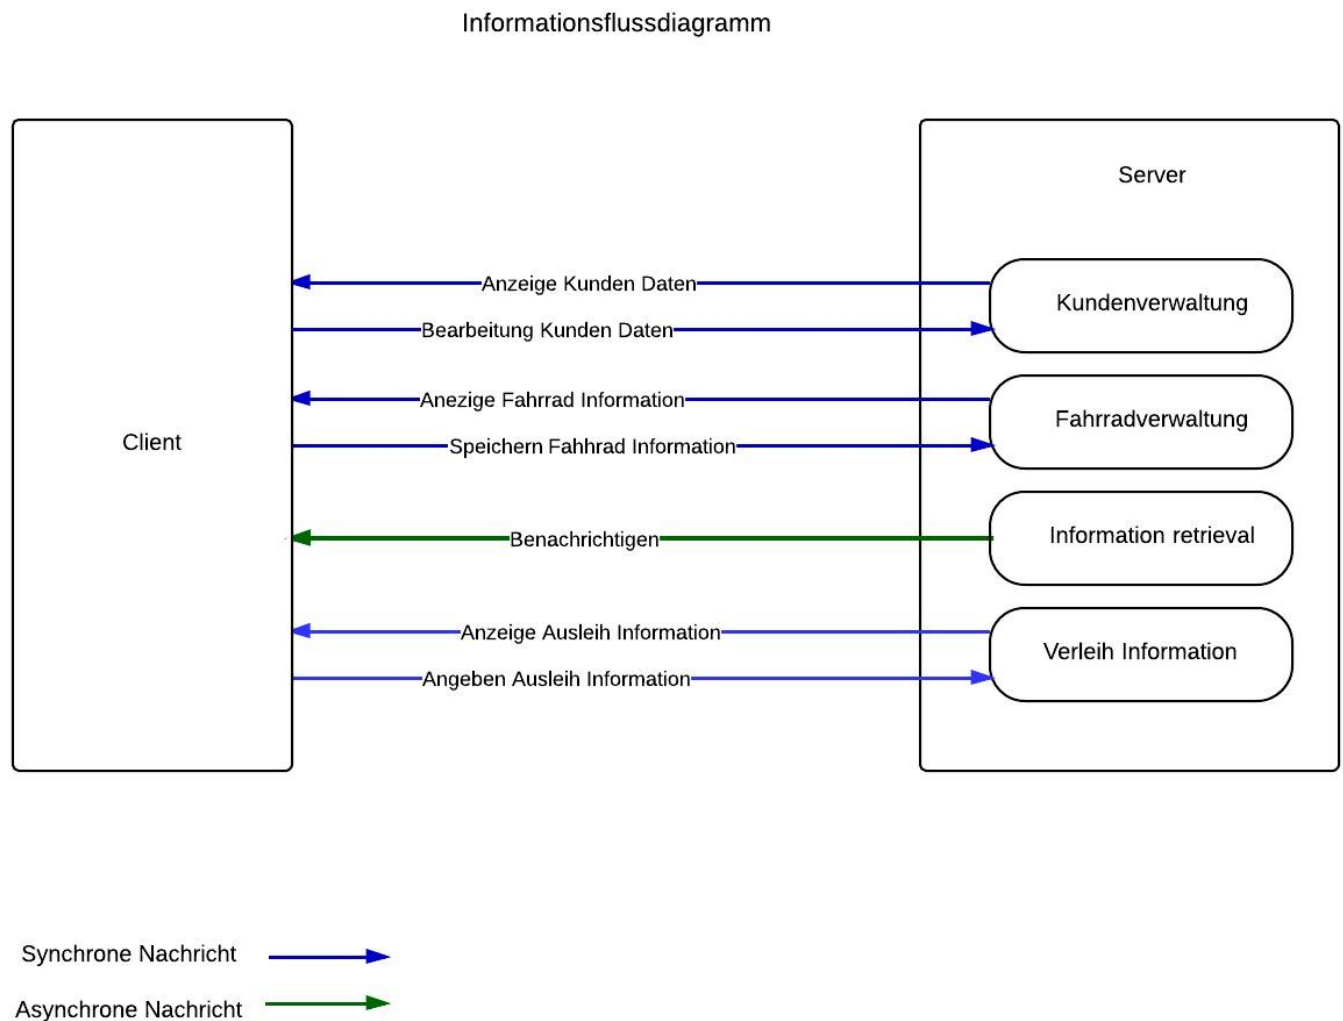 Informationsflussdiagramm
Server
Anzeige Kunden Daten
Kundenverwaltung
Bearbeitung Kunden Daten
Anezige Fahrrad Information
Fahrradverwaltung
Client
Speichern Fahhrad Information
Benachrichtigen
Information retrieval
Anzeige Ausleih Information
Verleih Information
Angeben Ausleih Information
Synchrone Nachricht
Asynchrone Nachricht